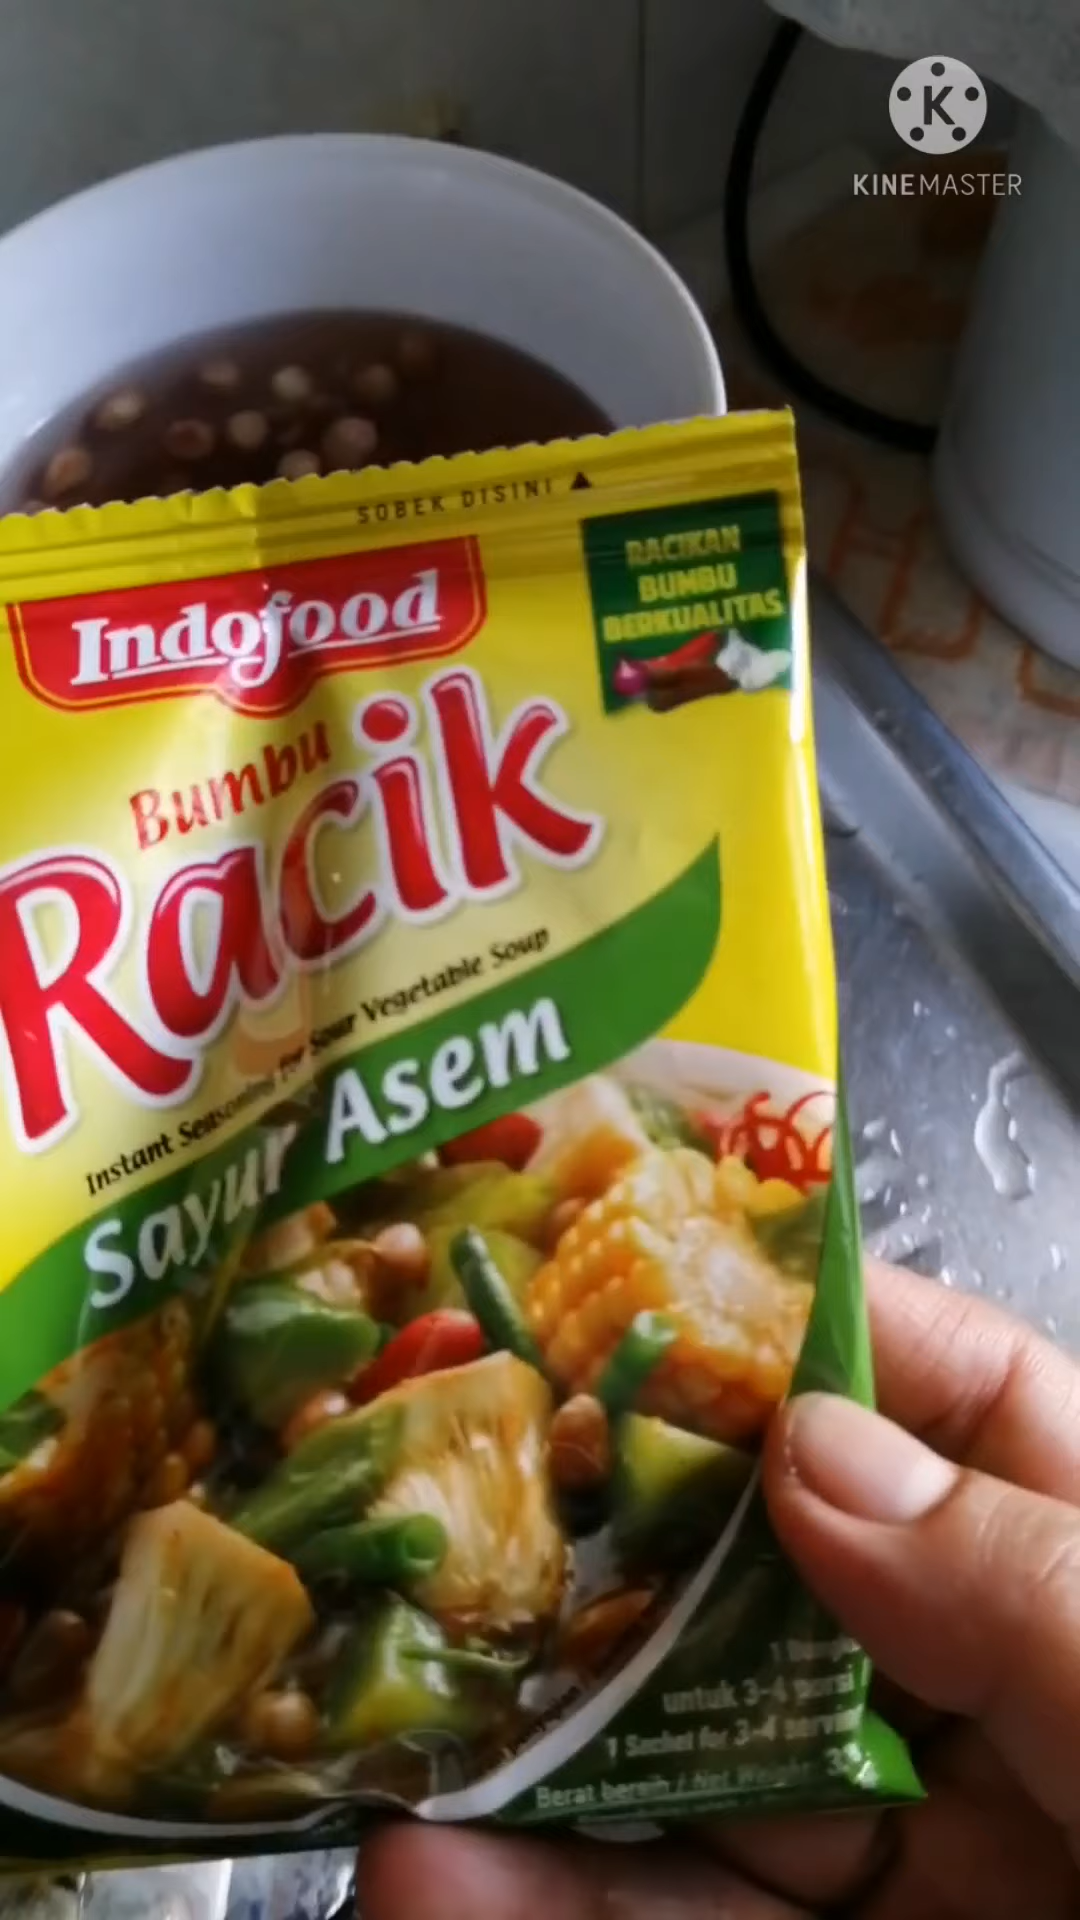 KINEMASTER
SOBEK DISINI
RACIKAN
BUMBU
BERKUALITAS
Indofood
Bumbu
Racik
Instant Seasoning for Sour Vegetable Soup
Sayur Asem
untuk 3-4 porsi
1 Sachet for 3-4
Berat bersih / Net Weight